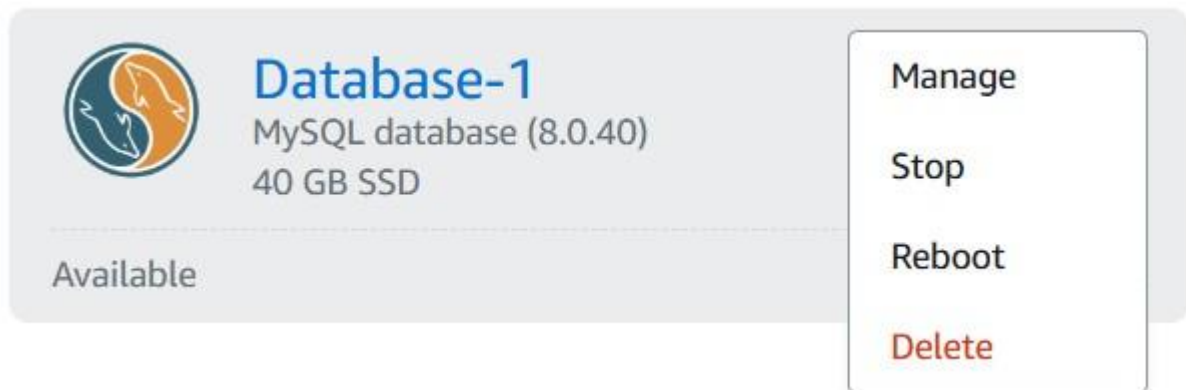 Database-1
MySQL database (8.0.40)
40 GB SSD
Available
Manage
Stop
Reboot
Delete